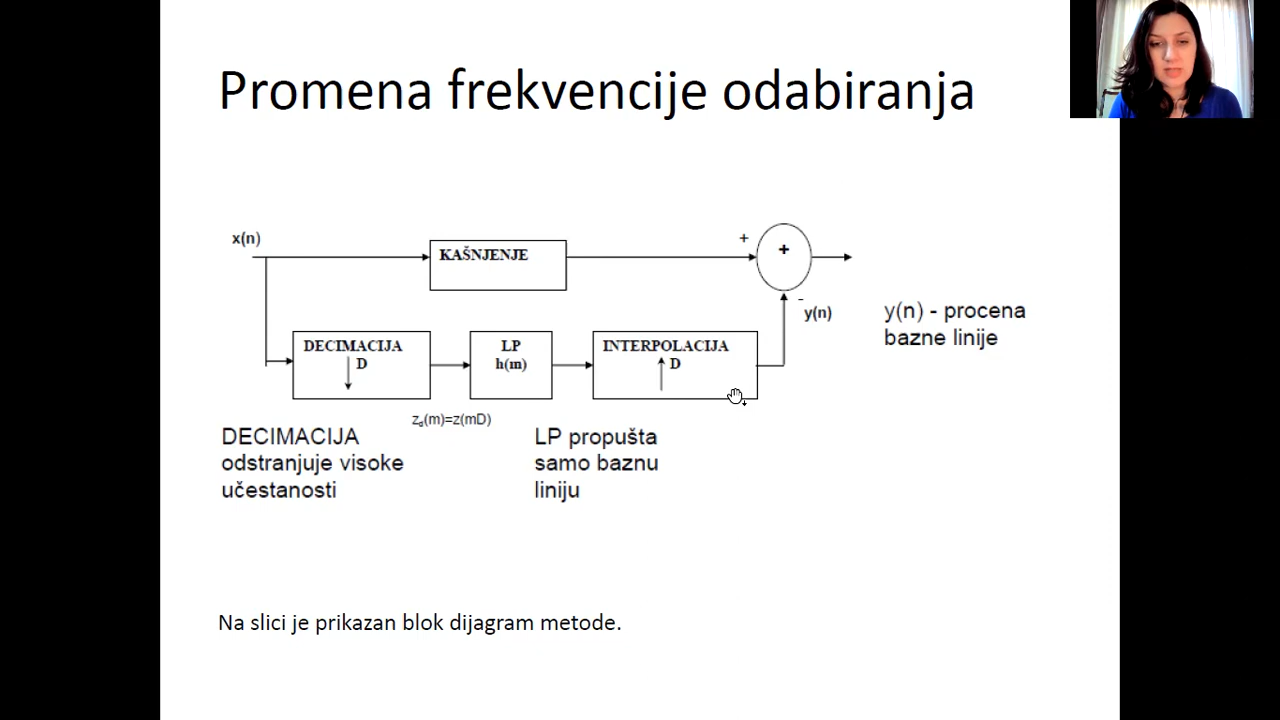 Promena frekvencije odabiranja
x(n)
KAŠNJENJE
+
+
-
y(n)
y(n) - procena
bazne linije
DECIMACIJA
D
LP
h(m)
INTERPOLACIJA
D
zd(m)=z(mD)
DECIMACIJA
odstranjuje visoke
učestanosti
LP propušta
samo baznu
liniju
Na slici je prikazan blok dijagram metode.